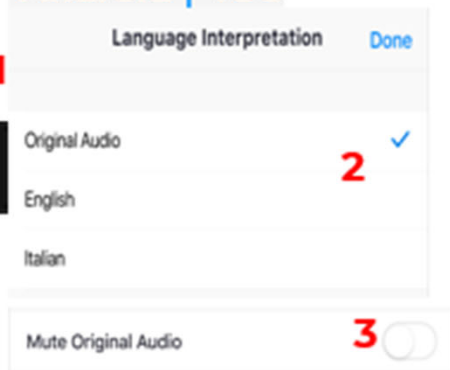 Language Interpretation Done
Original Audio
2
English
Italian
Mute Original Audio 3